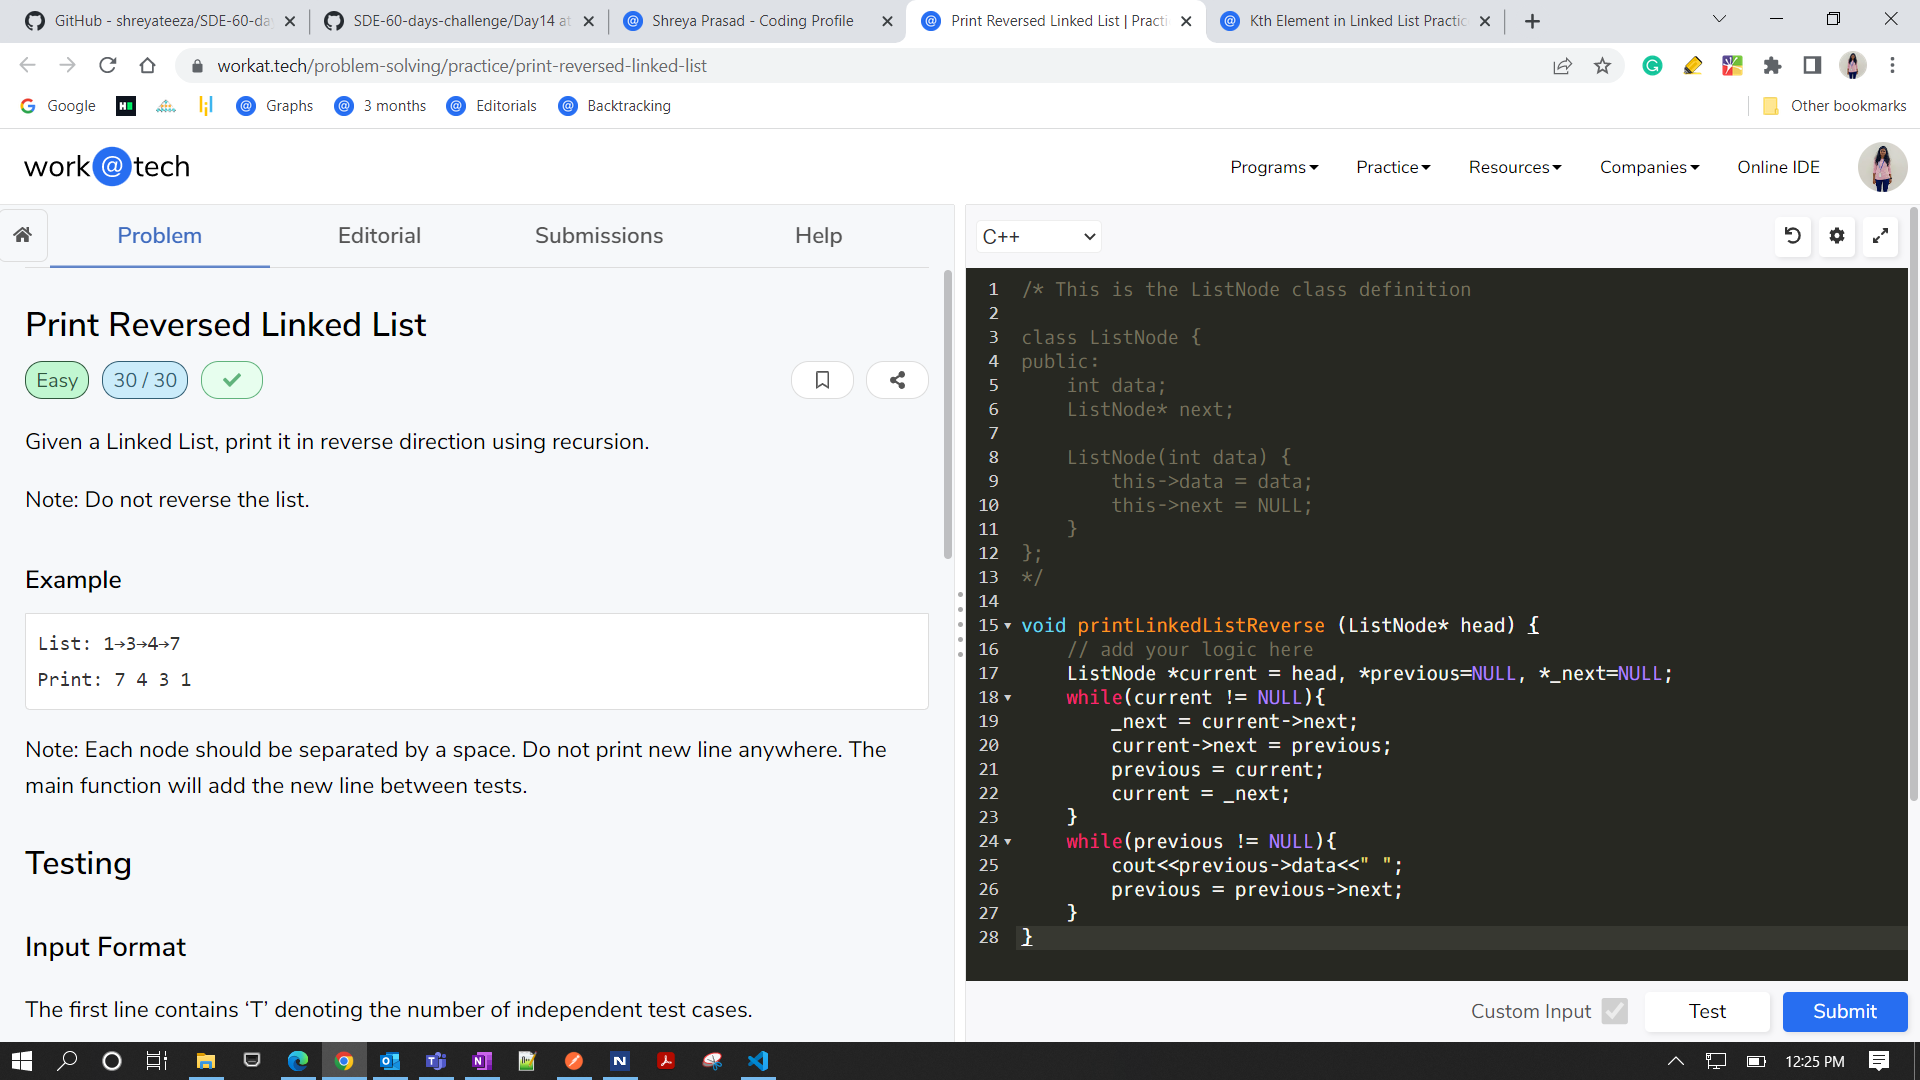 GitHub - shreyateeza/SDE-60-da
SDE-60-days-challenge/Day14 at
Shreya Prasad - Coding Profile
Print Reversed Linked List | Practi
Kth Element in Linked List Practic
workat.tech/problem-solving/practice/print-reversed-linked-list
Google
Graphs
3 months
Editorials
Backtracking
Other bookmarks
work@tech
Programs
Practice
Resources
Companies
Online IDE
Problem
Editorial
Submissions
Help
C++
Print Reversed Linked List
Easy
30 / 30
Given a Linked List, print it in reverse direction using recursion.
Note: Do not reverse the list.
Example
List: 1→3→4→7
Print: 7 4 3 1
Note: Each node should be separated by a space. Do not print new line anywhere. The
main function will add the new line between tests.
Testing
Input Format
The first line contains ‘T’ denoting the number of independent test cases.
1 /* This is the ListNode class definition
2
3 class ListNode {
4 public:
5     int data;
6     ListNode* next;
7
8     ListNode(int data) {
9         this->data = data;
10         this->next = NULL;
11     }
12 };
13 */
14
15 void printLinkedListReverse (ListNode* head) {
16     // add your logic here
17     ListNode *current = head, *previous=NULL, *_next=NULL;
18     while(current != NULL){
19         _next = current->next;
20         current->next = previous;
21         previous = current;
22         current = _next;
23     }
24     while(previous != NULL){
25         cout<<previous->data<<" ";
26         previous = previous->next;
27     }
28 }
Custom Input
Test
Submit
12:25 PM